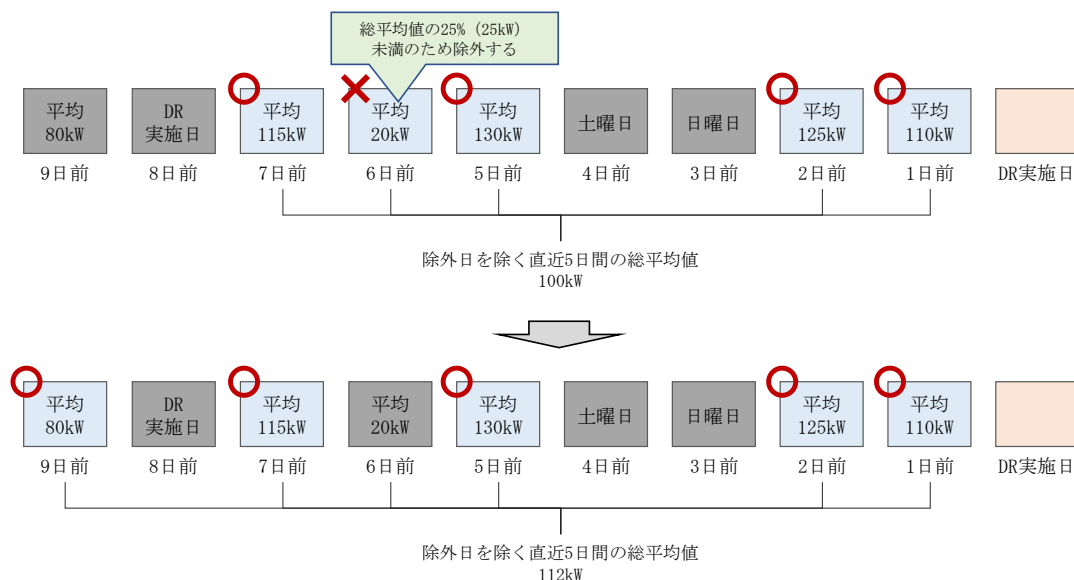 総平均値の25% (25kW)
未満のため除外する
平均
80kW
DR
実施日
平均
115kW
平均
20kW
平均
130kW
土曜日
日曜日
平均
125kW
平均
110kW
9日前
8日前
7日前
6日前
5日前
4日前
3日前
2日前
1日前
DR実施日
除外日を除く直近5日間の総平均値
100kW
平均
80kW
DR
実施日
平均
115kW
平均
20kW
平均
130kW
土曜日
日曜日
平均
125kW
平均
110kW
9日前
8日前
7日前
6日前
5日前
4日前
3日前
2日前
1日前
DR実施日
除外日を除く直近5日間の総平均値
112kW